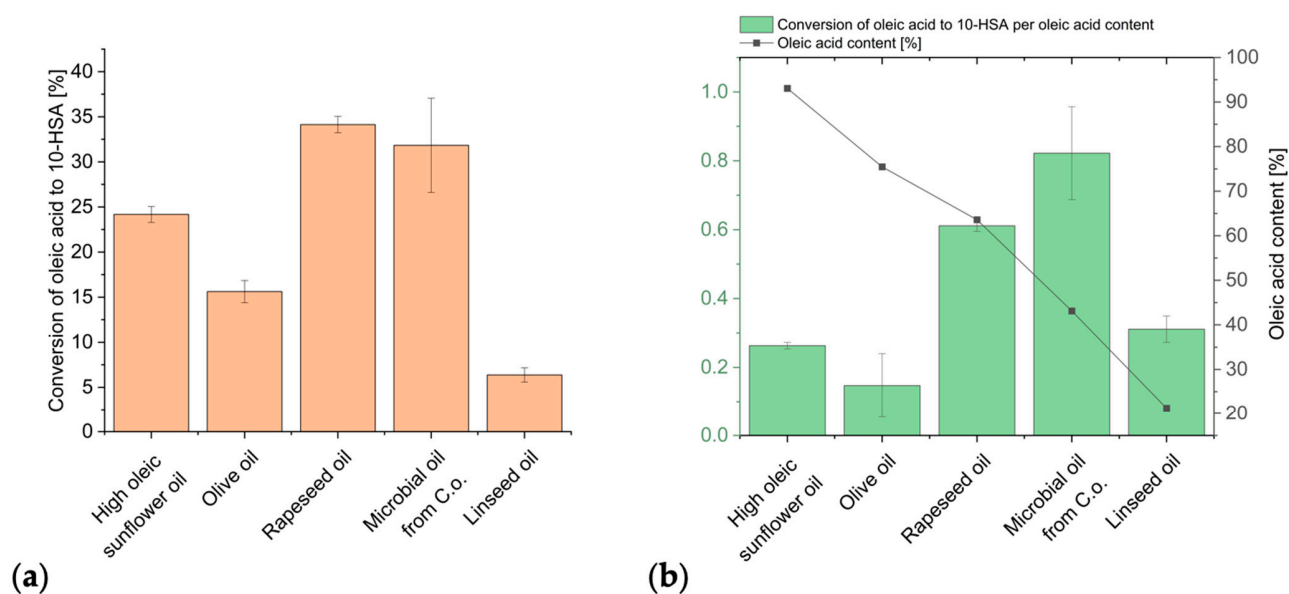 Conversion of oleic acid to 10-HSA [%]
40
35
30
25
20
15
10
5
0
High oleic
sunflower oil
Olive oil
Rapeseed oil
Microbial oil
from C.o.
Linseed oil
(a)
Conversion of oleic acid to 10-HSA per oleic acid content
Oleic acid content [%]
1.0
0.8
0.6
0.4
0.2
0.0
100
90
80
70
60
50
40
30
20
Oleic acid content [%]
High oleic
sunflower oil
Olive oil
Rapeseed oil
Microbial oil
from C.o.
Linseed oil
(b)